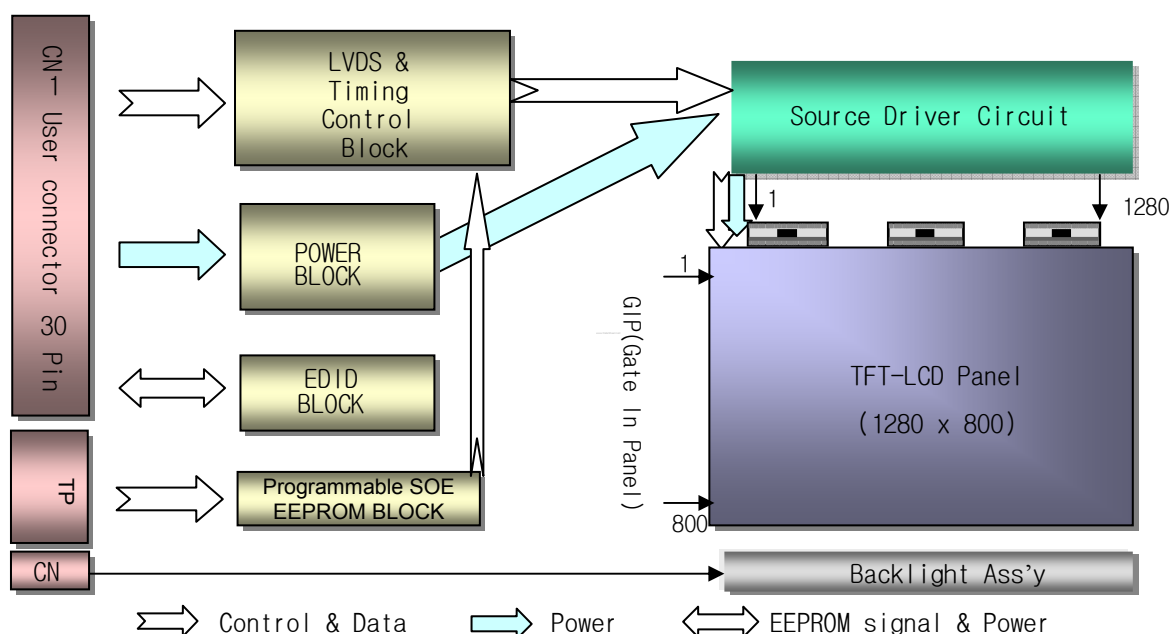 CN-1 User connector 30 Pin
LVDS &
Timing
Control
Block
Source Driver Circuit
1
1280
POWER
BLOCK
1
GIP(Gate In Panel)
800
TFT-LCD Panel
(1280 x 800)
EDID
BLOCK
TP
Programmable SOE
EEPROM BLOCK
CN
Backlight Ass'y
Control & Data
Power
EEPROM signal & Power